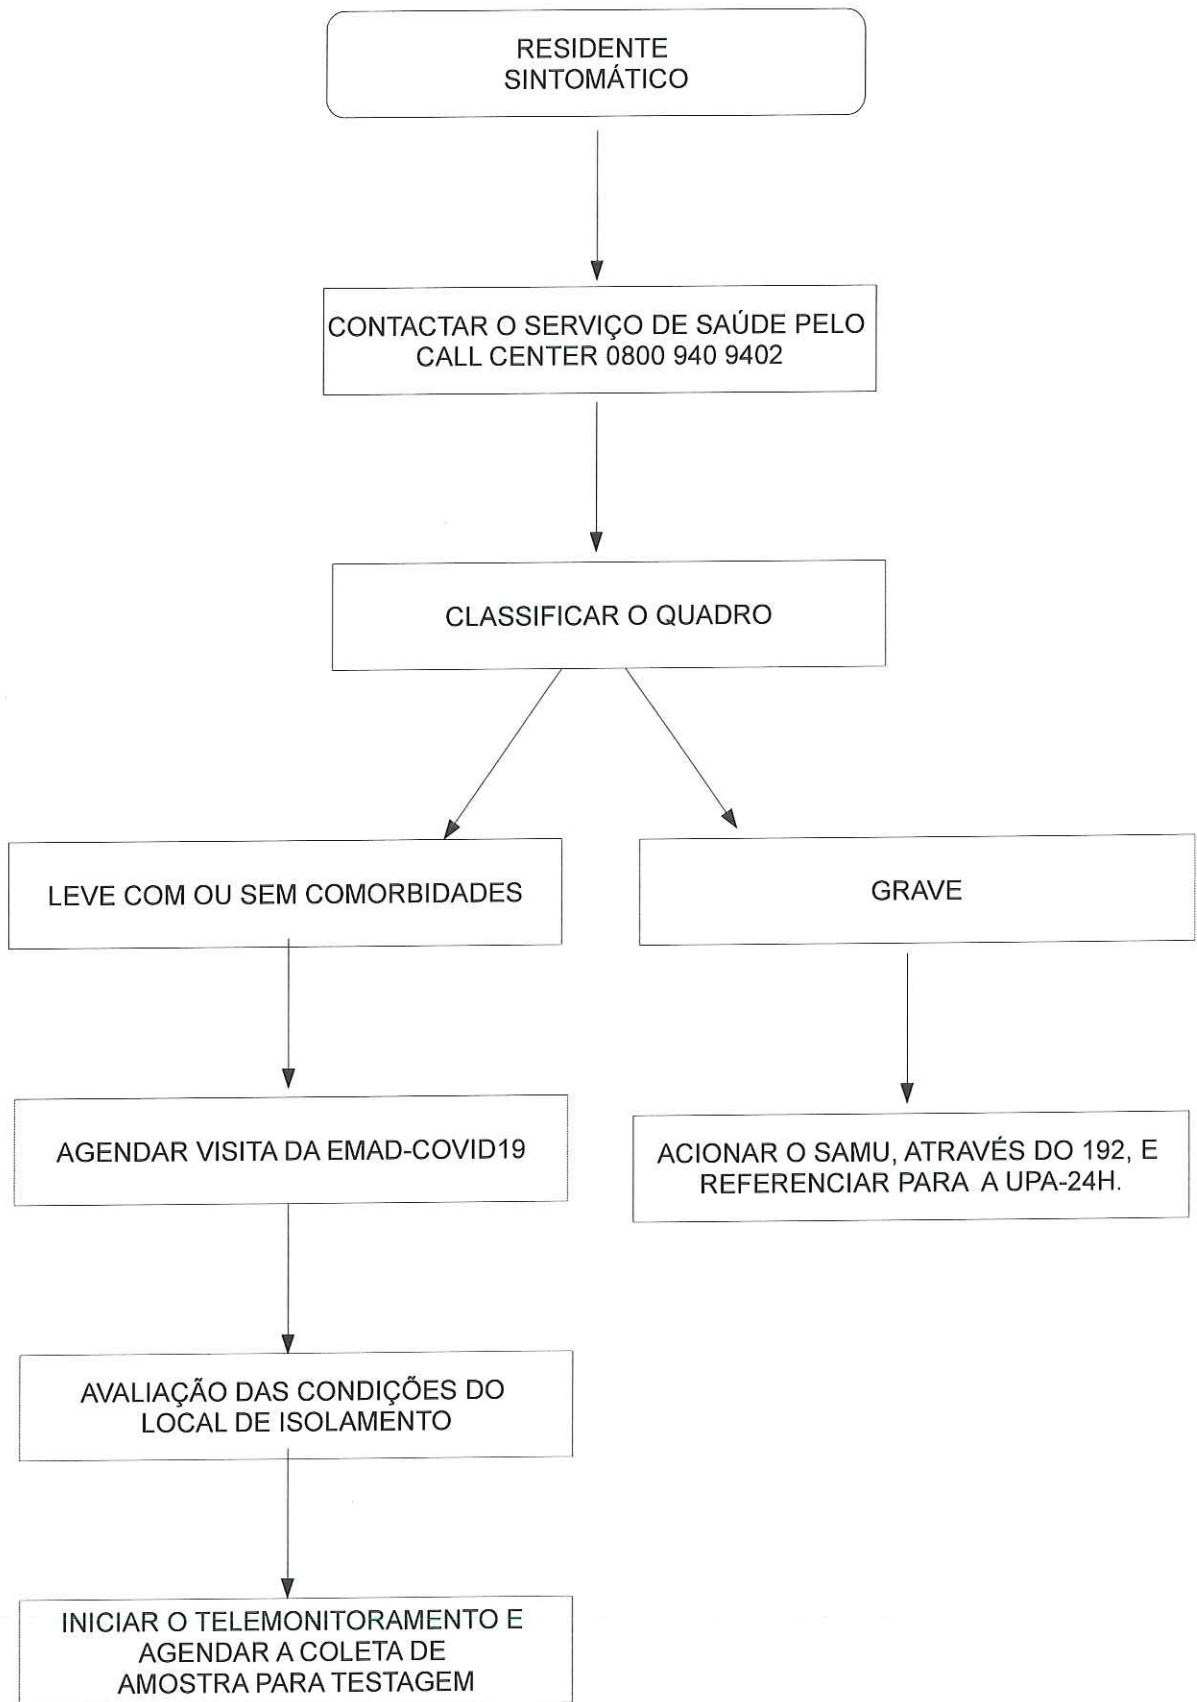 RESIDENTE
SINTOMÁTICO
CONTACTAR O SERVIÇO DE SAÚDE PELO
CALL CENTER 0800 940 9402
CLASSIFICAR O QUADRO
LEVE COM OU SEM COMORBIDADES
GRAVE
AGENDAR VISITA DA EMAD-COVID19
ACIONAR O SAMU, ATRAVÉS DO 192, E
REFERENCIAR PARA A UPA-24H.
AVALIAÇÃO DAS CONDIÇÕES DO
LOCAL DE ISOLAMENTO
INICIAR O TELEMONITORAMENTO E
AGENDAR A COLETA DE
AMOSTRA PARA TESTAGEM